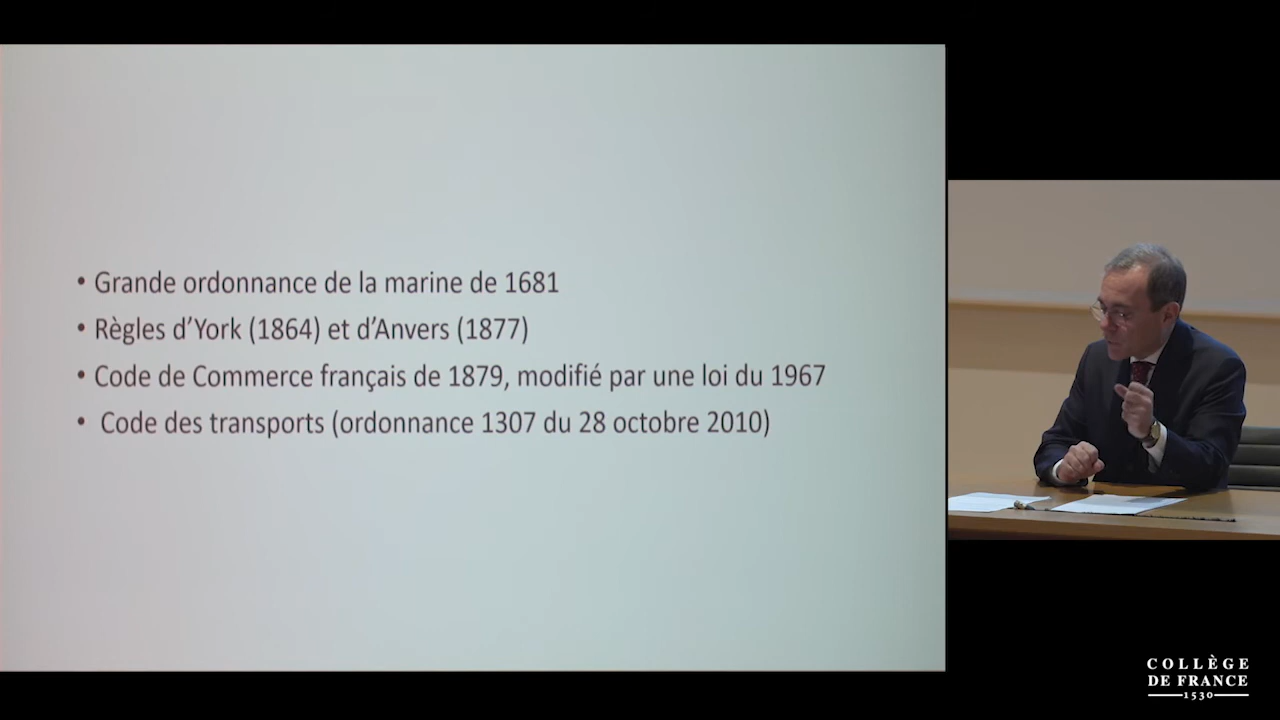 • Grande ordonnance de la marine de 1681
• Règles d’York (1864) et d’Anvers (1877)
• Code de Commerce français de 1879, modifié par une loi du 1967
• Code des transports (ordonnance 1307 du 28 octobre 2010)
COLLÈGE
DE FRANCE
1530